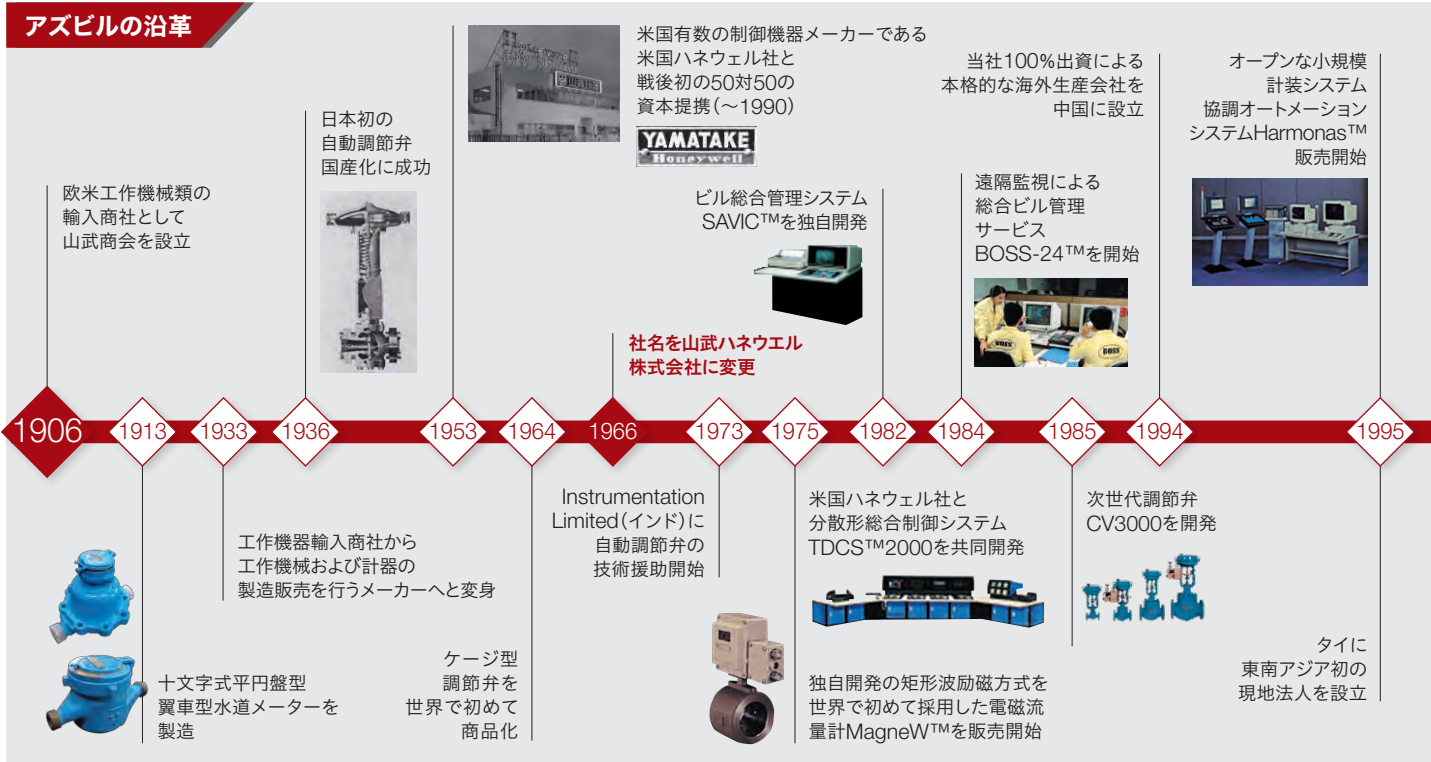 アズビルの沿革
欧米工作機械類の
輸入商社として
山武商会を設立
日本初の
自動調節弁
国産化に成功
米国有数の制御機器メーカーである
米国ハネウェル社と
戦後初の50対50の
資本提携（～1990）
YAMATAKE
Honeywell
社名を山武ハネウエル
株式会社に変更
ビル総合管理システム
SAVIC™を独自開発
遠隔監視による
総合ビル管理
サービス
BOSS-24™を開始
BOSS
BOSS
当社100%出資による
本格的な海外生産会社を
中国に設立
オープンな小規模
計装システム
協調オートメーション
システムHarmonas™
販売開始
1906
1913
1933
1936
1953
1964
1966
1973
1975
1982
1984
1985
1994
1995
十文字式平円盤型
翼車型水道メーターを
製造
工作機器輸入商社から
工作機械および計器の
製造販売を行うメーカーへと変身
ケージ型
調節弁を
世界で初めて
商品化
Instrumentation
Limited（インド）に
自動調節弁の
技術援助開始
米国ハネウェル社と
分散形総合制御システム
TDCS™2000を共同開発
独自開発の矩形波励磁方式を
世界で初めて採用した電磁流
量計MagneW™を販売開始
次世代調節弁
CV3000を開発
タイに
東南アジア初の
現地法人を設立